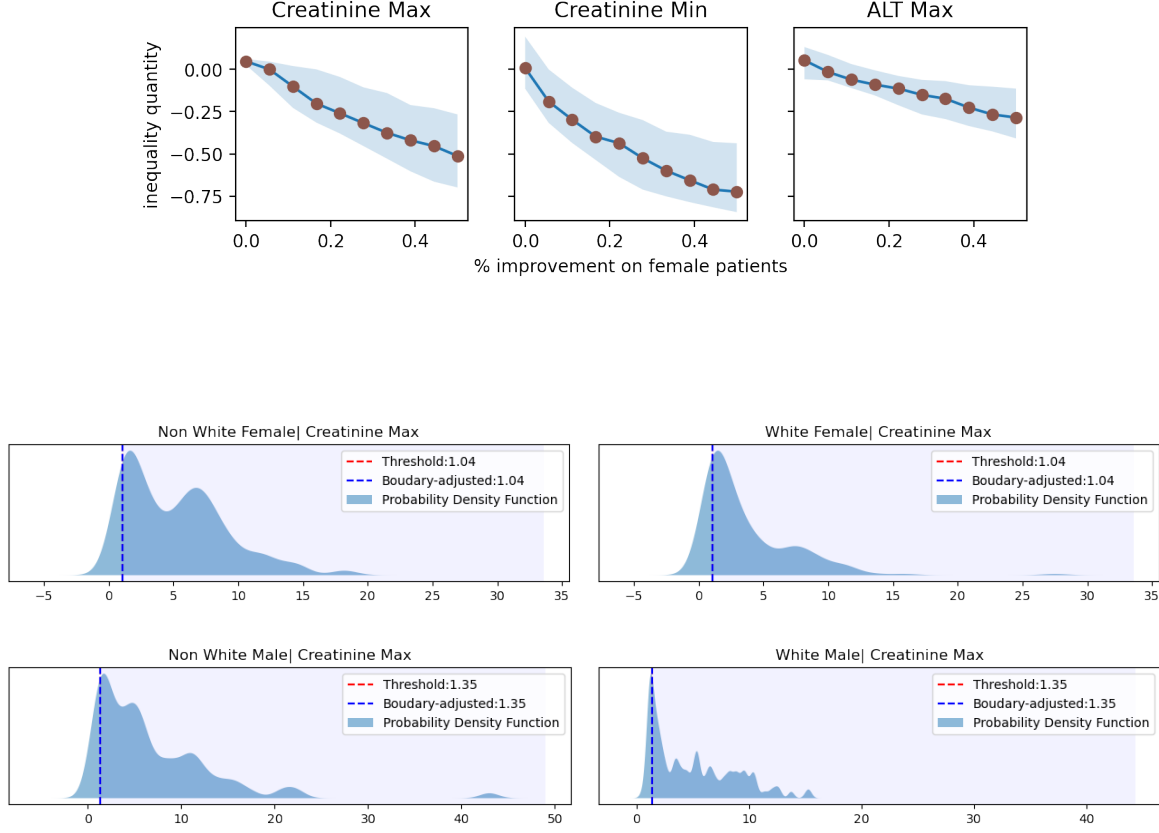 Creatinine Max Creatinine Min ALT Max
inequality quantity
0.00
−0.25
−0.50
−0.75
0.0 0.4 0.0 0.4 0.0 0.4
% improvement on female patients
Non White Female| Creatinine Max
Threshold:1.04
Boudary-adjusted:1.04
Probability Density Function
−5 0 5 10 15 20 25 30 35
White Female| Creatinine Max
Threshold:1.04
Boudary-adjusted:1.04
Probability Density Function
−5 0 5 10 15 20 25 30 35
Non White Male| Creatinine Max
Threshold:1.35
Boudary-adjusted:1.35
Probability Density Function
0 10 20 30 40 50
White Male| Creatinine Max
Threshold:1.35
Boudary-adjusted:1.35
Probability Density Function
0 10 20 30 40